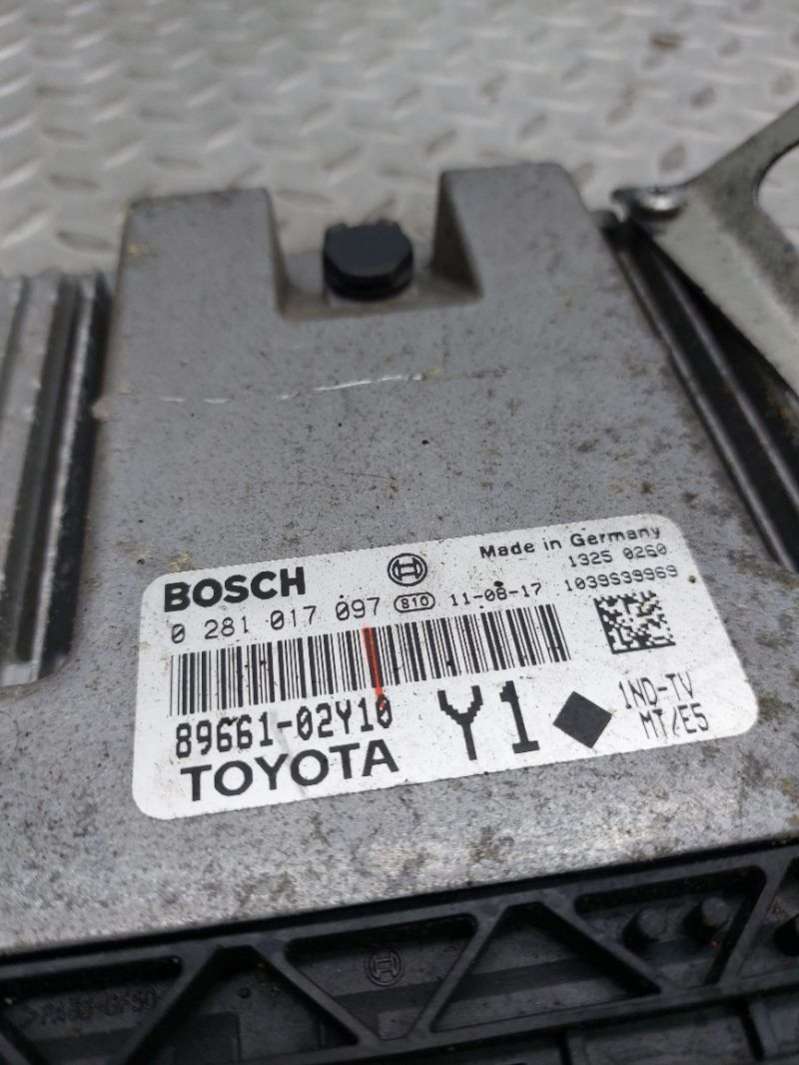 BOSCH
Made in Germany
0 281 017 097 810 11-08-17
1325 0260
1039S39969
89661-02Y10
TOYOTA
Y1
1ND-TV
MT/E5